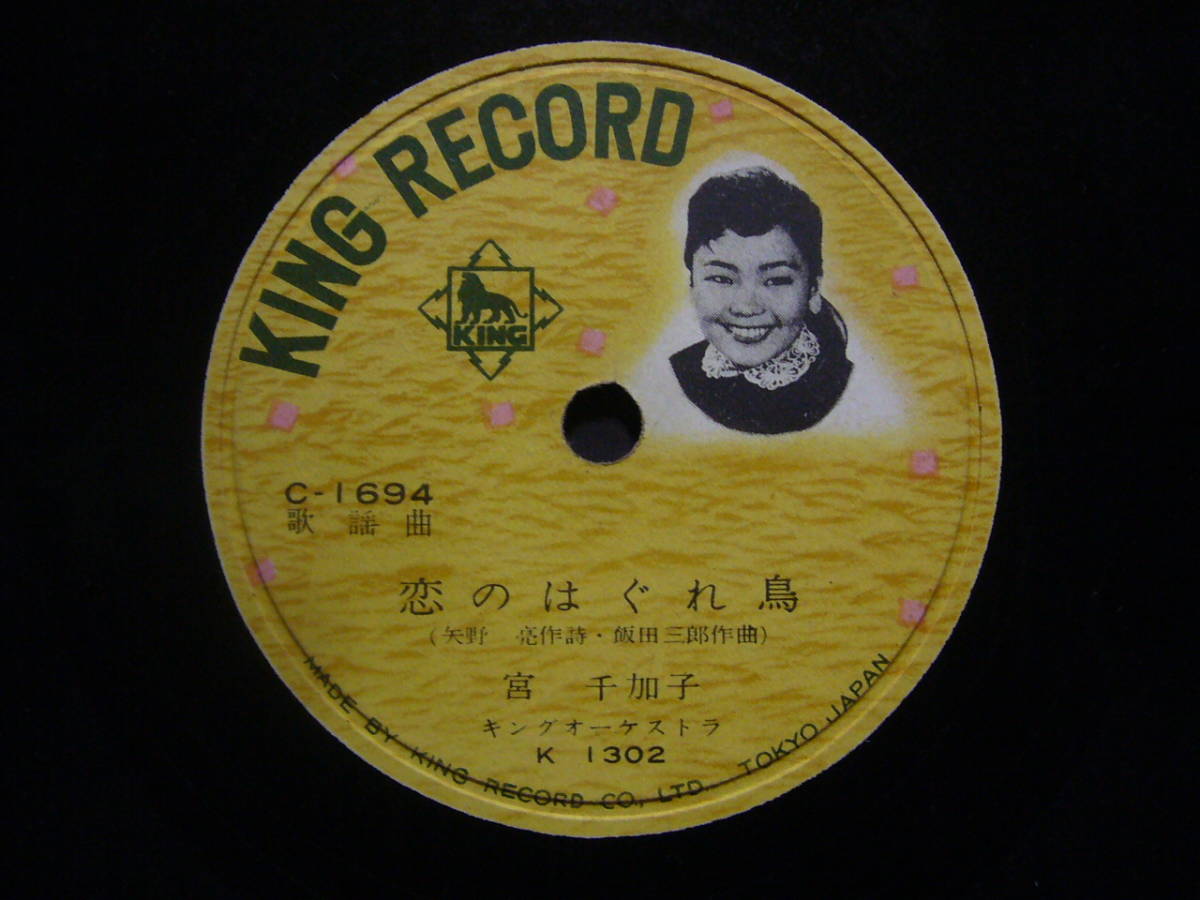 KING RECORD
KING
C-1694
歌謡曲
恋のはぐれ鳥
(矢野 亮作詩・飯田三郎作曲)
宮 千加子
キングオーケストラ
K 1302
MADE BY KING RECORD CO., LTD. TOKYO JAPAN